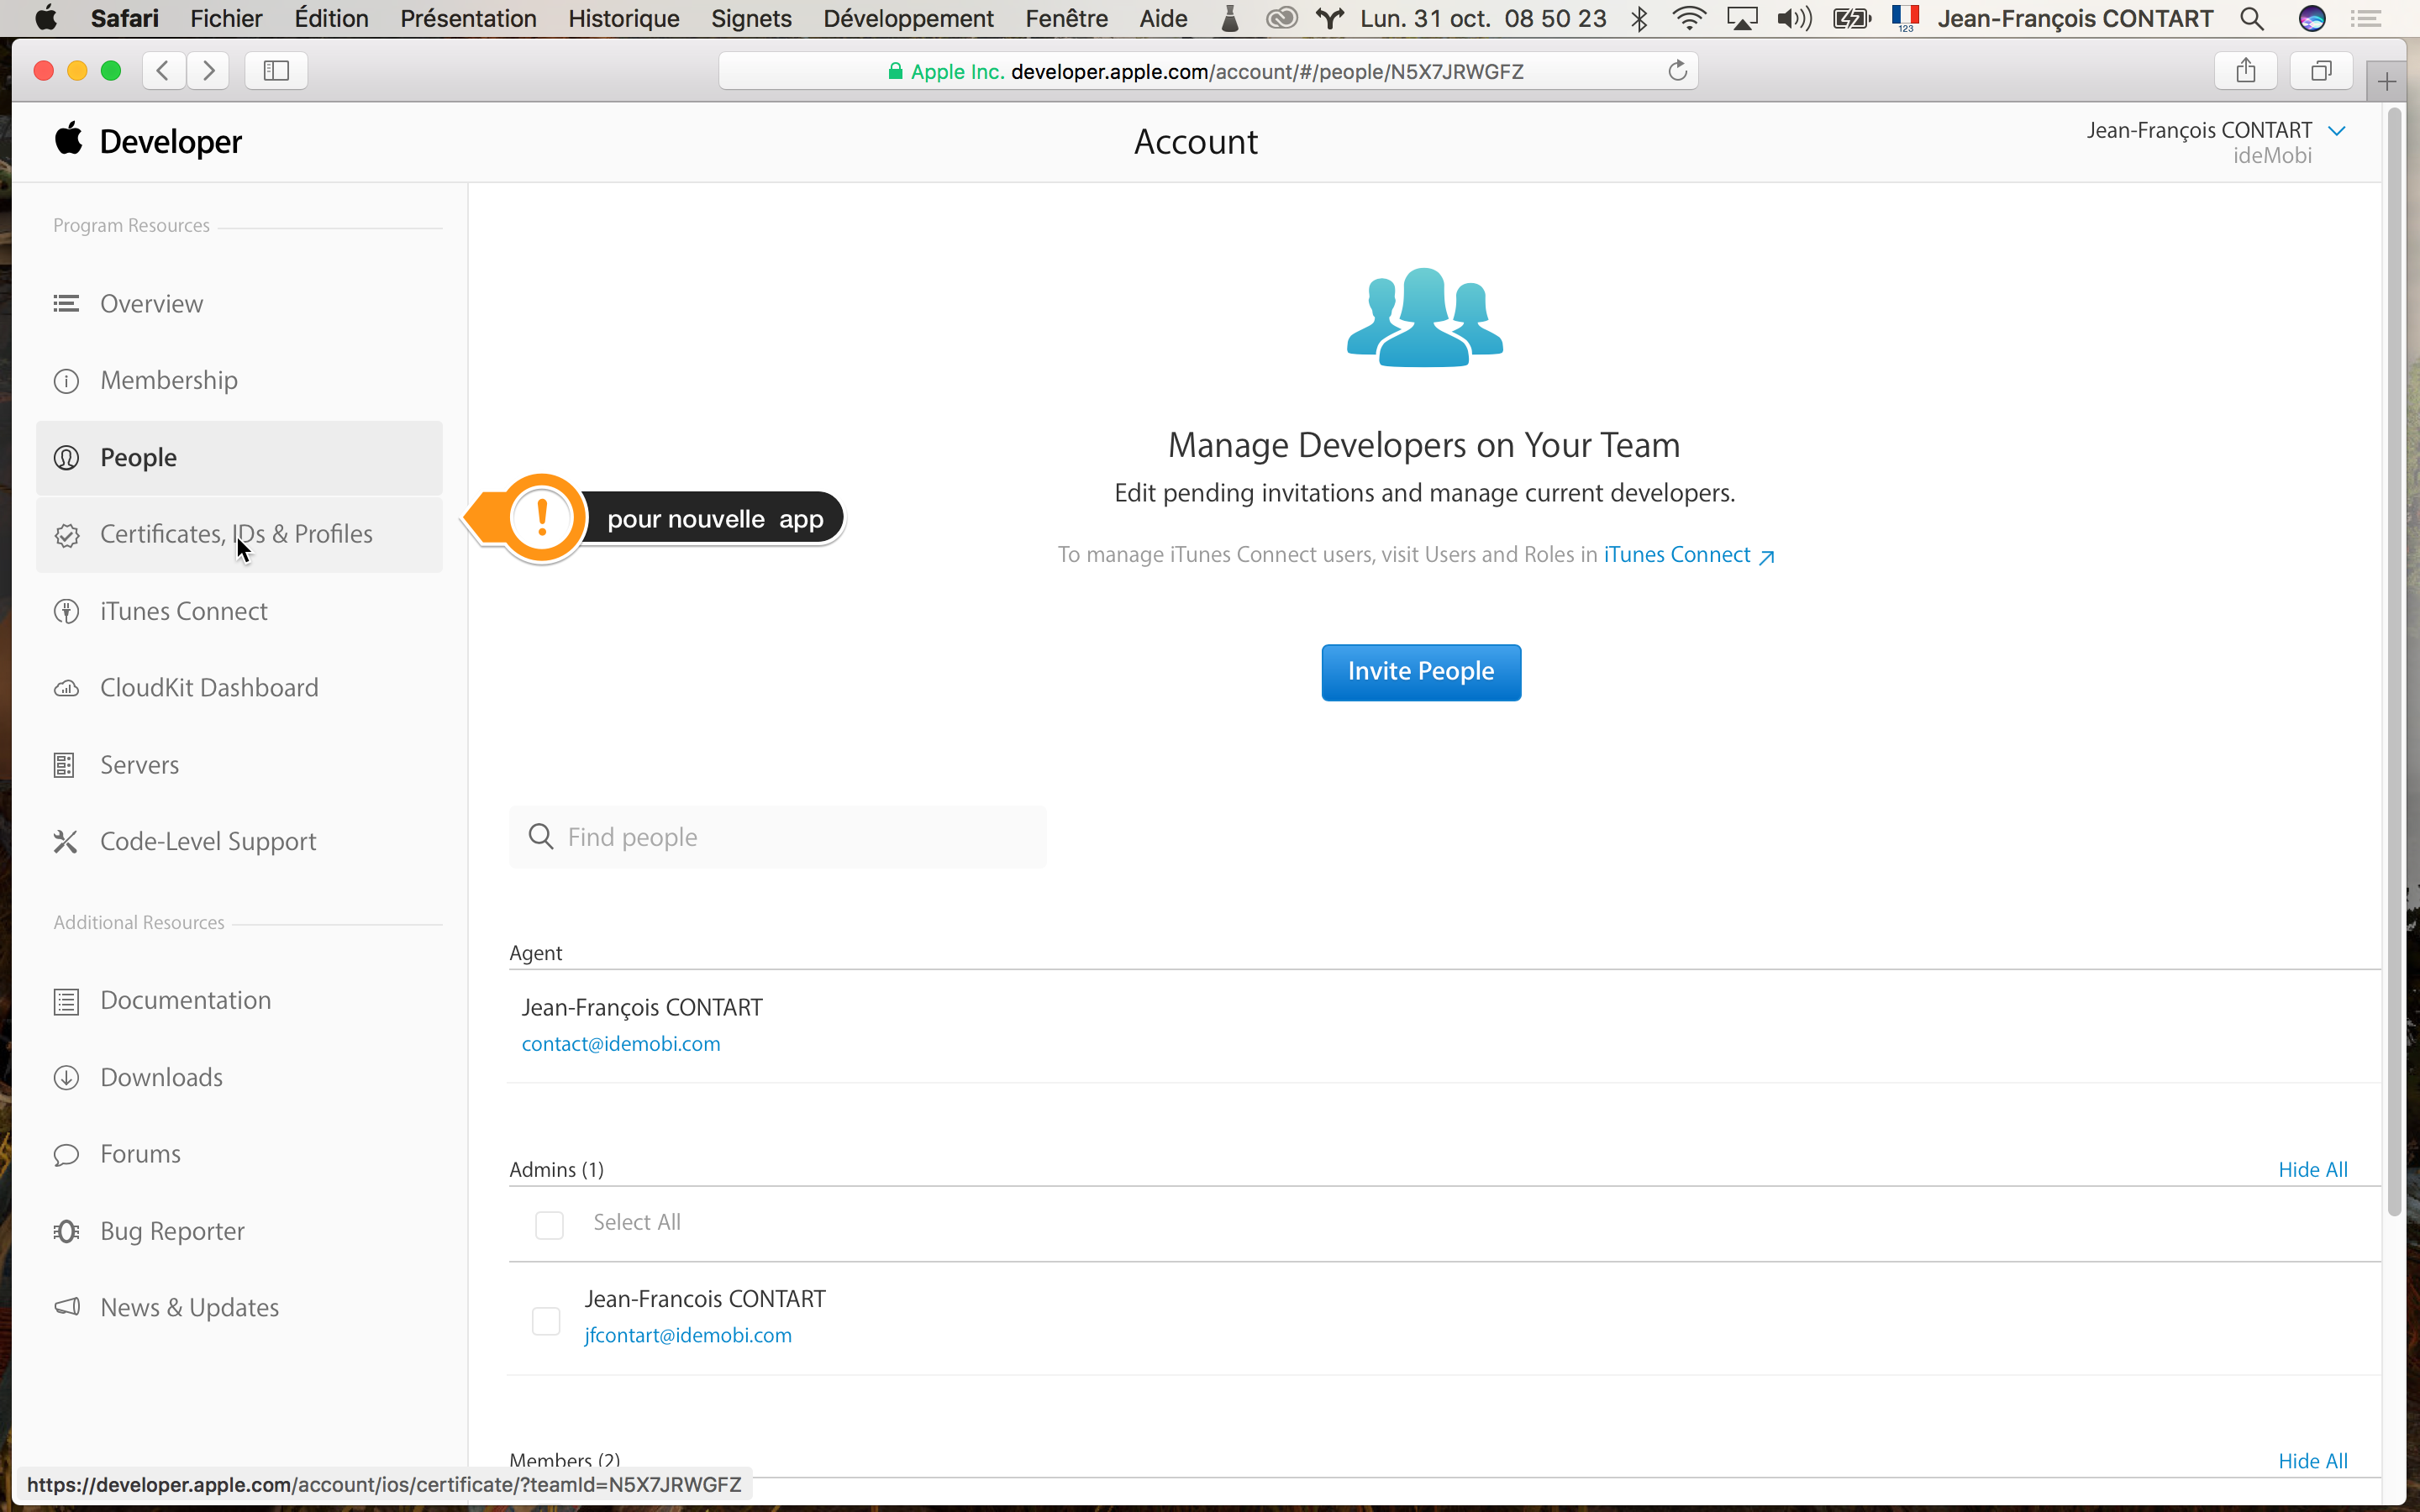 Safari Fichier Édition Présentation Historique Signets Développement Fenêtre Aide Lun. 31 oct. 08 50 23 123 Jean-François CONTART
Apple Inc. developer.apple.com/account/#/people/N5X7JRWGFZ
Developer
Account
Jean-François CONTART
ideMobi
Program Resources
Overview
Membership
People
Certificates, IDs & Profiles
iTunes Connect
CloudKit Dashboard
Servers
Code-Level Support
Additional Resources
Documentation
Downloads
Forums
Bug Reporter
News & Updates
! pour nouvelle app
Manage Developers on Your Team
Edit pending invitations and manage current developers.
To manage iTunes Connect users, visit Users and Roles in iTunes Connect
Invite People
Find people
Agent
Jean-François CONTART
contact@idemobi.com
Admins (1) Hide All
Select All
Jean-Francois CONTART
jfcontart@idemobi.com
Members (2) Hide All
https://developer.apple.com/account/ios/certificate/?teamId=N5X7JRWGFZ